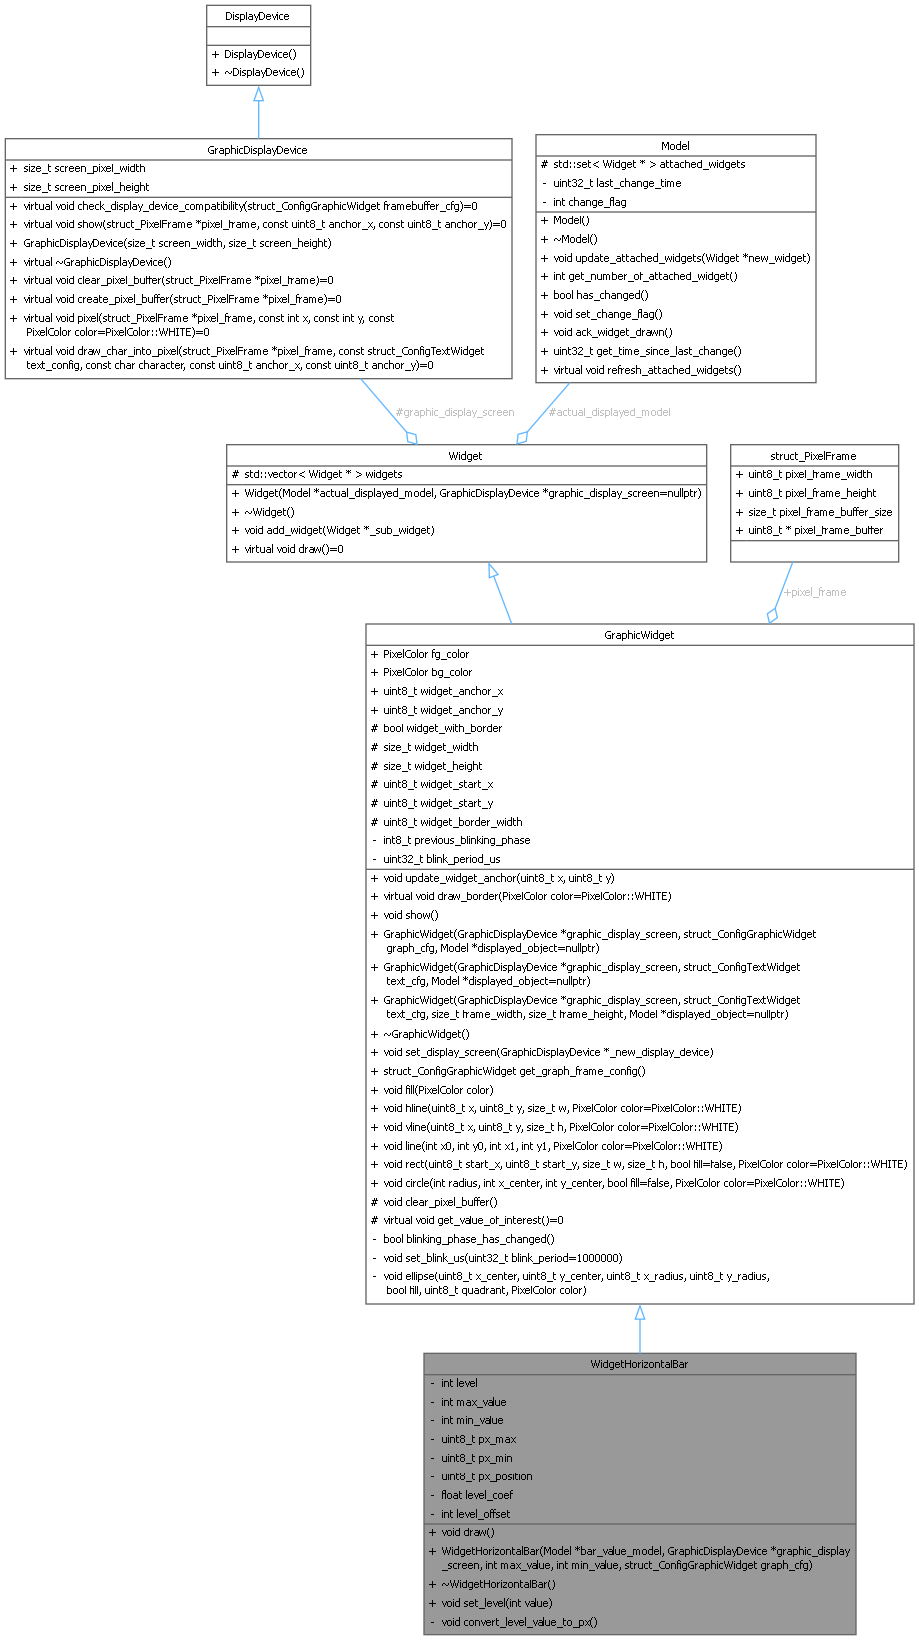 DisplayDevice
+ DisplayDevice()
+ ~DisplayDevice()
GraphicDisplayDevice
+ size_t screen_pixel_width
+ size_t screen_pixel_height
+ virtual void check_display_device_compatibility(struct_ConfigGraphicWidget framebuffer_cfg)=0
+ virtual void show(struct_PixelFrame *pixel_frame, const uint8_t anchor_x, const uint8_t anchor_y)=0
+ GraphicDisplayDevice(size_t screen_width, size_t screen_height)
+ virtual ~GraphicDisplayDevice()
+ virtual void clear_pixel_buffer(struct_PixelFrame *pixel_frame)=0
+ virtual void create_pixel_buffer(struct_PixelFrame *pixel_frame)=0
+ virtual void pixel(struct_PixelFrame *pixel_frame, const int x, const int y, const
PixelColor color=PixelColor::WHITE)=0
+ virtual void draw_char_into_pixel(struct_PixelFrame *pixel_frame, const struct_ConfigTextWidget
text_config, const char character, const uint8_t anchor_x, const uint8_t anchor_y)=0
Model
# std::set< Widget * > attached_widgets
- uint32_t last_change_time
- int change_flag
+ Model()
+ ~Model()
+ void update_attached_widgets(Widget *new_widget)
+ int get_number_of_attached_widget()
+ bool has_changed()
+ void set_change_flag()
+ void ack_widget_drawn()
+ uint32_t get_time_since_last_change()
+ virtual void refresh_attached_widgets()
#graphic_display_screen
#actual_displayed_model
Widget
# std::vector< Widget * > widgets
+ Widget(Model *actual_displayed_model, GraphicDisplayDevice *graphic_display_screen=nullptr)
+ ~Widget()
+ void add_widget(Widget *_sub_widget)
+ virtual void draw()=0
struct_PixelFrame
+ uint8_t pixel_frame_width
+ uint8_t pixel_frame_height
+ size_t pixel_frame_buffer_size
+ uint8_t * pixel_frame_buffer
+pixel_frame
GraphicWidget
+ PixelColor fg_color
+ PixelColor bg_color
+ uint8_t widget_anchor_x
+ uint8_t widget_anchor_y
# bool widget_with_border
# size_t widget_width
# size_t widget_height
# uint8_t widget_start_x
# uint8_t widget_start_y
# uint8_t widget_border_width
- int8_t previous_blinking_phase
- uint32_t blink_period_us
+ void update_widget_anchor(uint8_t x, uint8_t y)
+ virtual void draw_border(PixelColor color=PixelColor::WHITE)
+ void show()
+ GraphicWidget(GraphicDisplayDevice *graphic_display_screen, struct_ConfigGraphicWidget
graph_cfg, Model *displayed_object=nullptr)
+ GraphicWidget(GraphicDisplayDevice *graphic_display_screen, struct_ConfigTextWidget
text_cfg, Model *displayed_object=nullptr)
+ GraphicWidget(GraphicDisplayDevice *graphic_display_screen, struct_ConfigTextWidget
text_cfg, size_t frame_width, size_t frame_height, Model *displayed_object=nullptr)
+ ~GraphicWidget()
+ void set_display_screen(GraphicDisplayDevice *_new_display_device)
+ struct_ConfigGraphicWidget get_graph_frame_config()
+ void fill(PixelColor color)
+ void hline(uint8_t x, uint8_t y, size_t w, PixelColor color=PixelColor::WHITE)
+ void vline(uint8_t x, uint8_t y, size_t h, PixelColor color=PixelColor::WHITE)
+ void line(int x0, int y0, int x1, int y1, PixelColor color=PixelColor::WHITE)
+ void rect(uint8_t start_x, uint8_t start_y, size_t w, size_t h, bool fill=false, PixelColor color=PixelColor::WHITE)
+ void circle(int radius, int x_center, int y_center, bool fill=false, PixelColor color=PixelColor::WHITE)
# void clear_pixel_buffer()
# virtual void get_value_of_interest()=0
- bool blinking_phase_has_changed()
- void set_blink_us(uint32_t blink_period=1000000)
- void ellipse(uint8_t x_center, uint8_t y_center, uint8_t x_radius, uint8_t y_radius,
bool fill, uint8_t quadrant, PixelColor color)
WidgetHorizontalBar
- int level
- int max_value
- int min_value
- uint8_t px_max
- uint8_t px_min
- uint8_t px_position
- float level_coef
- int level_offset
+ void draw()
+ WidgetHorizontalBar(Model *bar_value_model, GraphicDisplayDevice *graphic_display
_screen, int max_value, int min_value, struct_ConfigGraphicWidget graph_cfg)
+ ~WidgetHorizontalBar()
+ void set_level(int value)
- void convert_level_value_to_px()